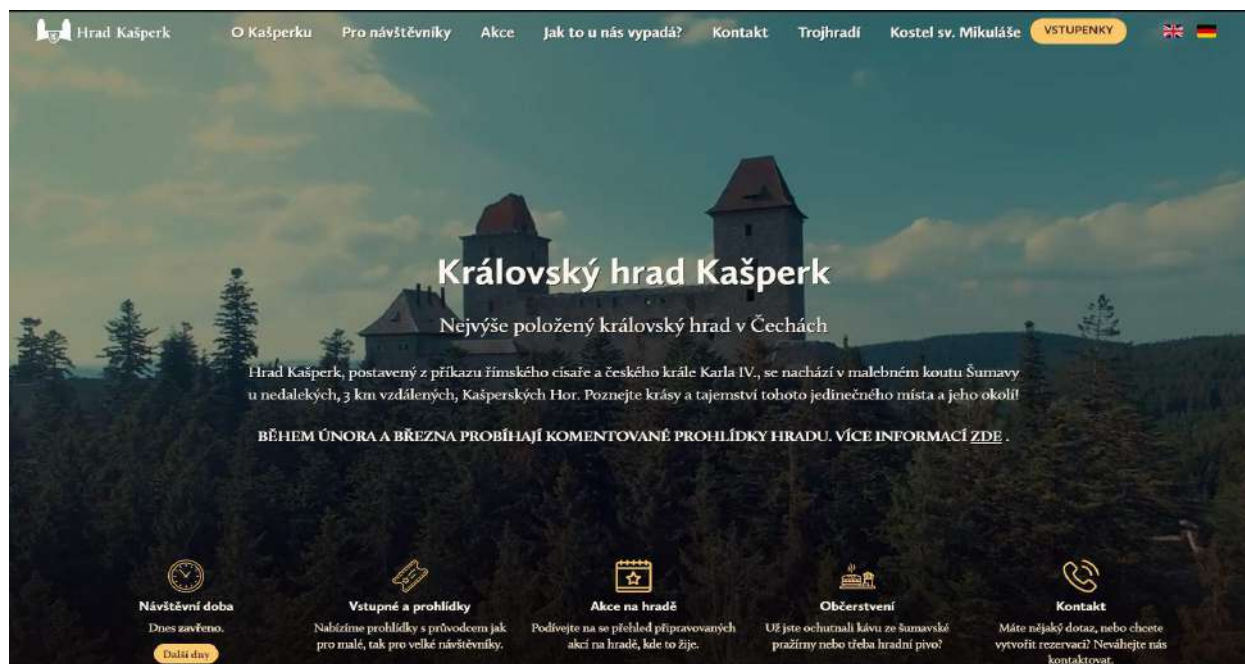 Hrad Kašperk
O Kašperku
Pro návštěvníky
Akce
Jak to u nás vypadá?
Kontakt
Trojhradí
Kostel sv. Mikuláše
VSTUPENKY
Královský hrad Kašperk
Nejvýše položený královský hrad v Čechách
Hrad Kašperk, postavený z příkazu římského císaře a českého krále Karla IV., se nachází v malebném koutu Šumavy
u nedalekých, 3 km vzdálených, Kašperských Hor. Poznejte krásy a tajemství tohoto jedinečného místa a jeho okolí!
BĚHEM ÚNORA A BŘEZNA PROBÍHAJÍ KOMENTOVANÉ PROHLÍDKY HRADU. VÍCE INFORMACÍ ZDE .
Návštěvní doba
Dnes zavřeno.
Další dny
Vstupné a prohlídky
Nabízíme prohlídky s průvodcem jak
pro malé, tak pro velké návštěvníky.
Akce na hradě
Podívejte na se přehled připravovaných
akcí na hradě, kde to žije.
Občerstvení
Už jste ochutnali kávu ze šumavské
pražírny nebo třeba hradní pivo?
Kontakt
Máte nějaký dotaz, nebo chcete
vytvořit rezervaci? Neváhejte nás
kontaktovat.